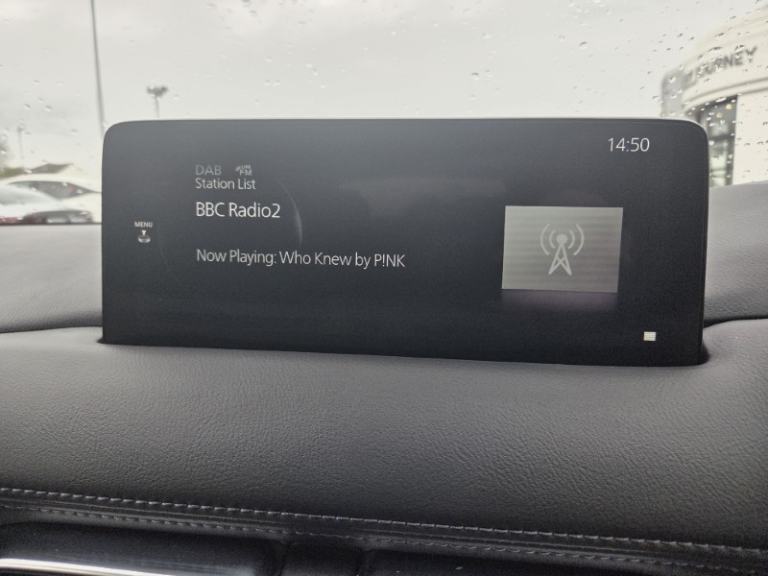 14:50
DAB
Station List
BBC Radio2
MENU
Now Playing: Who Knew by P!NK